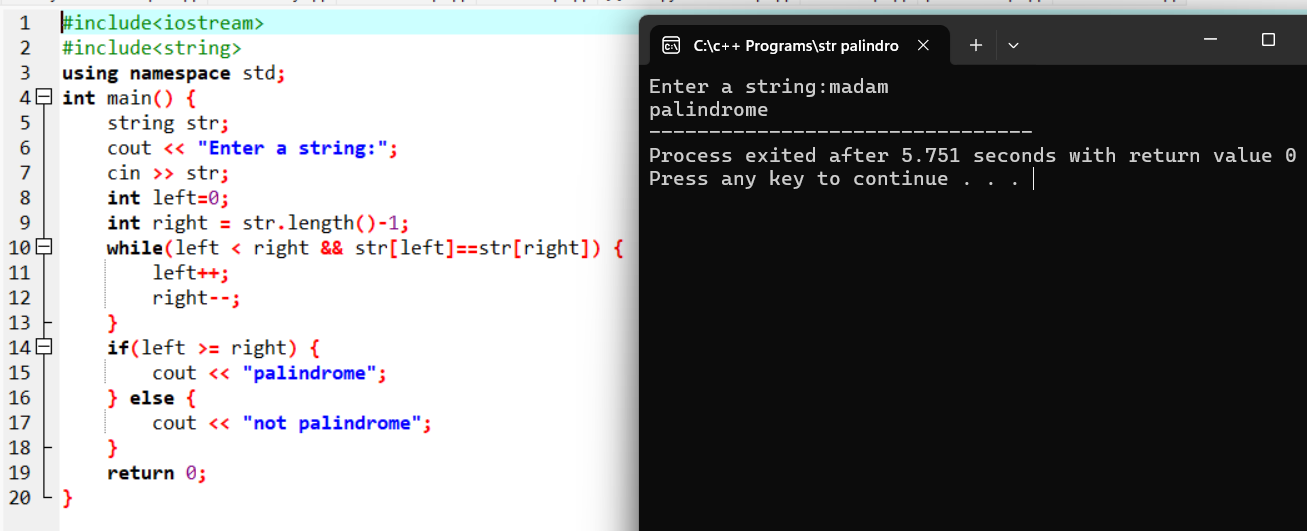 1 #include<iostream>
2 #include<string>
3 using namespace std;
4 int main() {
5 string str;
6 cout << "Enter a string:";
7 cin >> str;
8 int left=0;
9 int right = str.length()-1;
10 while(left < right && str[left]==str[right]) {
11 left++;
12 right--;
13 }
14 if(left >= right) {
15 cout << "palindrome";
16 } else {
17 cout << "not palindrome";
18 }
19 return 0;
20 }
C:\c++ Programs\str palindro
Enter a string:madam
palindrome
--------------------------------
Process exited after 5.751 seconds with return value 0
Press any key to continue . . .